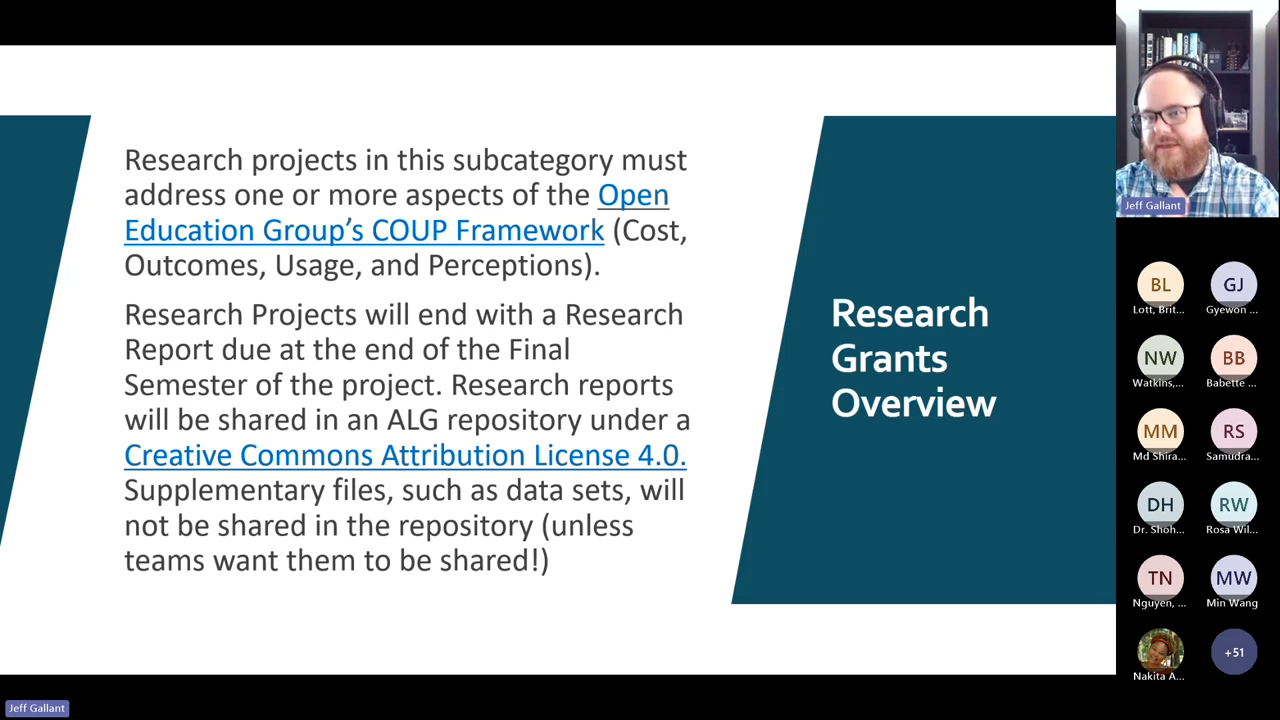 Research projects in this subcategory must
address one or more aspects of the Open
Education Group’s COUP Framework (Cost,
Outcomes, Usage, and Perceptions).
Research Projects will end with a Research
Report due at the end of the Final
Semester of the project. Research reports
will be shared in an ALG repository under a
Creative Commons Attribution License 4.0.
Supplementary files, such as data sets, will
not be shared in the repository (unless
teams want them to be shared!)
Research
Grants
Overview
Jeff Gallant
BL
Lott, Brit...
GJ
Gyewon ...
NW
Watkins,...
BB
Babette ...
MM
Md Shira...
RS
Samudra...
DH
Dr. Shoh...
RW
Rosa Wil...
TN
Nguyen, ...
MW
Min Wang
Nakita A...
+51
Jeff Gallant